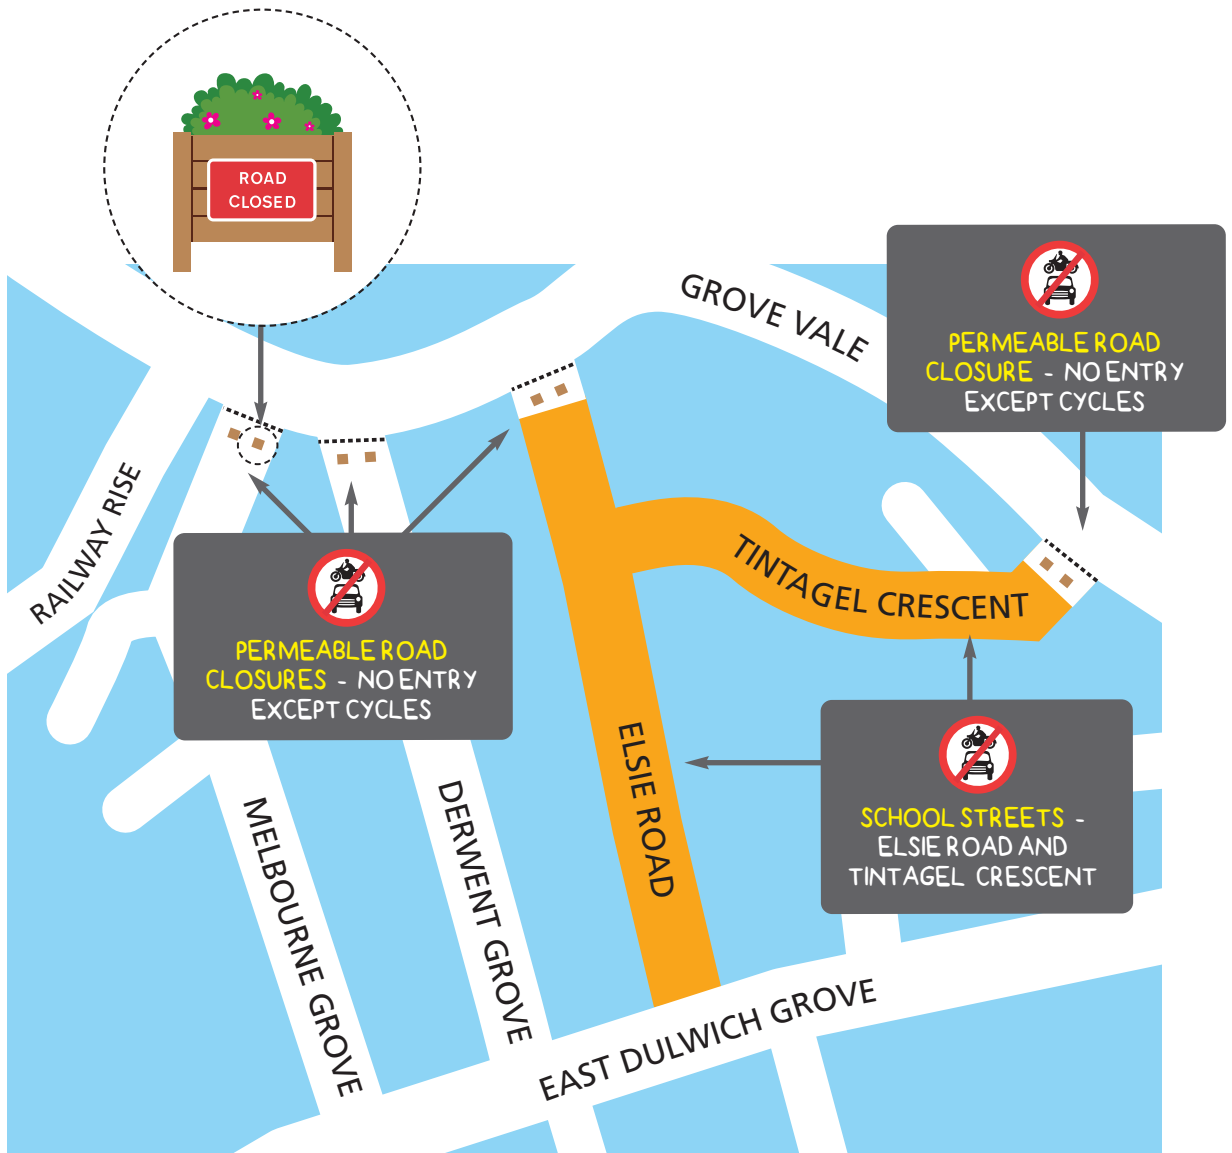 ROAD
CLOSED
GROVE VALE
PERMEABLE ROAD
CLOSURE - NO ENTRY
EXCEPT CYCLES
RAILWAY RISE
TINTAGEL CRESCENT
PERMEABLE ROAD
CLOSURES - NO ENTRY
EXCEPT CYCLES
ELSIE ROAD
SCHOOL STREETS -
ELSIE ROAD AND
TINTAGEL CRESCENT
MELBOURNE GROVE
DERWENT GROVE
EAST DULWICH GROVE